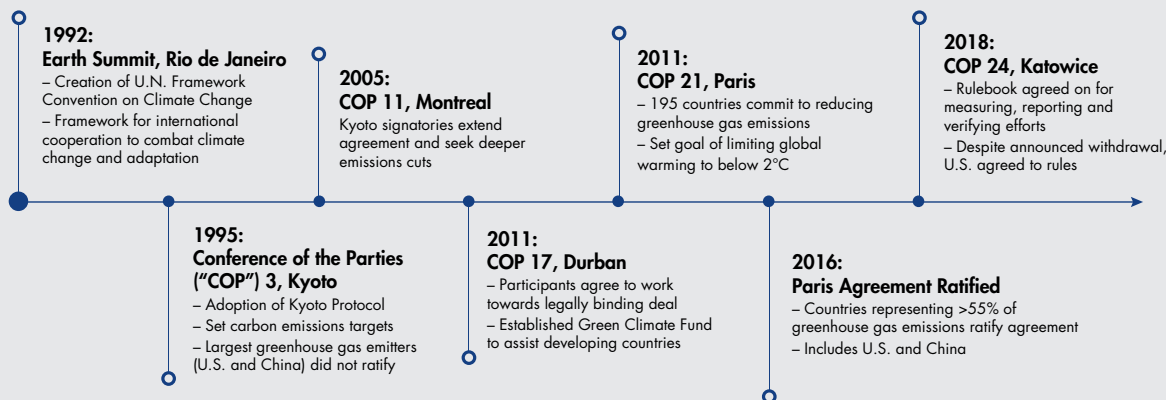 1992:
Earth Summit, Rio de Janeiro
– Creation of U.N. Framework
Convention on Climate Change
– Framework for international
cooperation to combat climate
change and adaptation
1995:
Conference of the Parties
(“COP”) 3, Kyoto
– Adoption of Kyoto Protocol
– Set carbon emissions targets
– Largest greenhouse gas emitters
(U.S. and China) did not ratify
2005:
COP 11, Montreal
Kyoto signatories extend
agreement and seek deeper
emissions cuts
2011:
COP 17, Durban
– Participants agree to work
towards legally binding deal
– Established Green Climate Fund
to assist developing countries
2011:
COP 21, Paris
– 195 countries commit to reducing
greenhouse gas emissions
– Set goal of limiting global
warming to below 2°C
2016:
Paris Agreement Ratified
– Countries representing >55% of
greenhouse gas emissions ratify agreement
– Includes U.S. and China
2018:
COP 24, Katowice
– Rulebook agreed on for
measuring, reporting and
verifying efforts
– Despite announced withdrawal,
U.S. agreed to rules